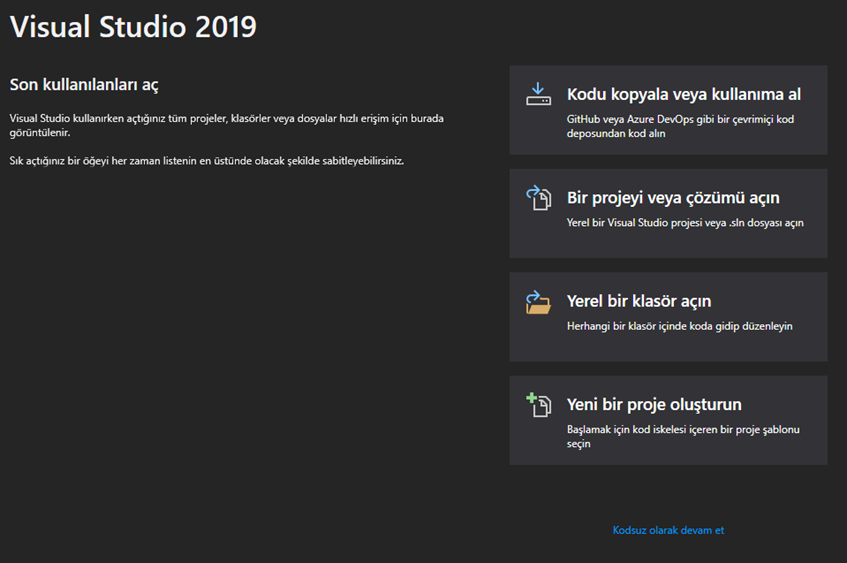 Visual Studio 2019
Son kullanılanları aç
Visual Studio kullanırken açtığınız tüm projeler, klasörler veya dosyalar hızlı erişim için burada
görüntülenir.
Sık açtığınız bir öğeyi her zaman listenin en üstünde olacak şekilde sabitleyebilirsiniz.
Kodu kopyala veya kullanıma al
GitHub veya Azure DevOps gibi bir çevrimiçi kod
deposundan kod alın
Bir projeyi veya çözümü açın
Yerel bir Visual Studio projesi veya .sln dosyası açın
Yerel bir klasör açın
Herhangi bir klasör içinde koda gidip düzenleyin
Yeni bir proje oluşturun
Başlamak için kod iskelesi içeren bir proje şablonu
seçin
Kodsuz olarak devam et